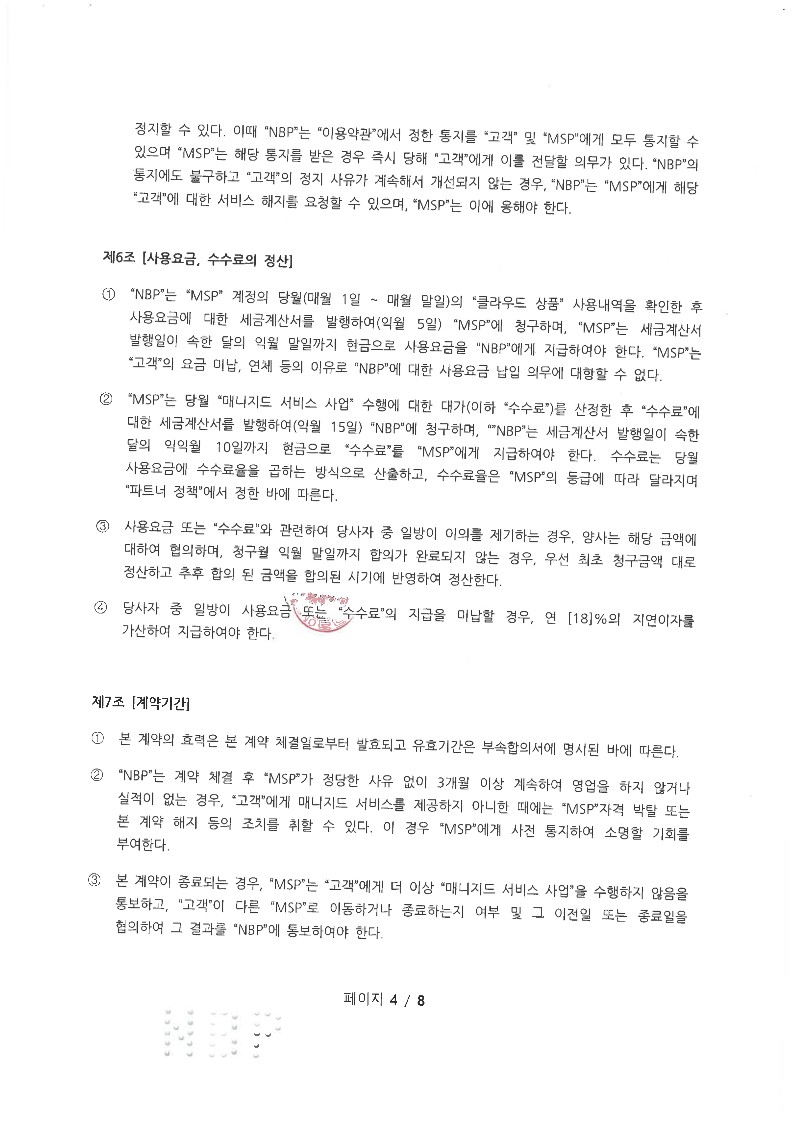 정지할 수 있다. 이때 “NBP”는 “이용약관”에서 정한 통지를 “고객” 및 “MSP”에게 모두 통지할 수
있으며 “MSP”는 해당 통지를 받은 경우 즉시 당해 “고객”에게 이를 전달할 의무가 있다. “NBP”의
통지에도 불구하고 “고객”의 정지 사유가 계속해서 개선되지 않는 경우, “NBP”는 “MSP”에게 해당
“고객”에 대한 서비스 해지를 요청할 수 있으며, “MSP”는 이에 응해야 한다.
제6조 [사용요금, 수수료의 정산]
① “NBP”는 “MSP” 계정의 당월(매월 1일 ~ 매월 말일)의 “클라우드 상품” 사용내역을 확인한 후
사용요금에 대한 세금계산서를 발행하여(익월 5일) “MSP”에 청구하며, “MSP”는 세금계산서
발행일이 속한 달의 익월 말일까지 현금으로 사용요금을 “NBP”에게 지급하여야 한다. “MSP”는
“고객”의 요금 미납, 연체 등의 이유로 “NBP”에 대한 사용요금 납입 의무에 대항할 수 없다.
② “MSP”는 당월 “매니지드 서비스 사업” 수행에 대한 대가(이하 “수수료”)를 산정한 후 “수수료”에
대한 세금계산서를 발행하여(익월 15일) “NBP”에 청구하며, “”NBP”는 세금계산서 발행일이 속한
달의 익익월 10일까지 현금으로 “수수료”를 “MSP”에게 지급하여야 한다. 수수료는 당월
사용요금에 수수료율을 곱하는 방식으로 산출하고, 수수료율은 “MSP”의 등급에 따라 달라지며
“파트너 정책”에서 정한 바에 따른다.
③ 사용요금 또는 “수수료”와 관련하여 당사자 중 일방이 이의를 제기하는 경우, 양사는 해당 금액에
대하여 협의하며, 청구월 익월 말일까지 합의가 완료되지 않는 경우, 우선 최초 청구금액 대로
정산하고 추후 합의 된 금액을 합의된 시기에 반영하여 정산한다.
④ 당사자 중 일방이 사용요금 또는 “수수료”의 지급을 미납할 경우, 연 [18]%의 지연이자를
가산하여 지급하여야 한다.
제7조 [계약기간]
① 본 계약의 효력은 본 계약 체결일로부터 발효되고 유효기간은 부속합의서에 명시된 바에 따른다.
② “NBP”는 계약 체결 후 “MSP”가 정당한 사유 없이 3개월 이상 계속하여 영업을 하지 않거나
실적이 없는 경우, “고객”에게 매니지드 서비스를 제공하지 아니한 때에는 “MSP”자격 박탈 또는
본 계약 해지 등의 조치를 취할 수 있다. 이 경우 “MSP”에게 사전 통지하여 소명할 기회를
부여한다.
③ 본 계약이 종료되는 경우, “MSP”는 “고객”에게 더 이상 “매니지드 서비스 사업”을 수행하지 않음을
통보하고, “고객”이 다른 “MSP”로 이동하거나 종료하는지 여부 및 그 이전일 또는 종료일을
협의하여 그 결과를 “NBP”에 통보하여야 한다.
페이지 4 / 8
NBP